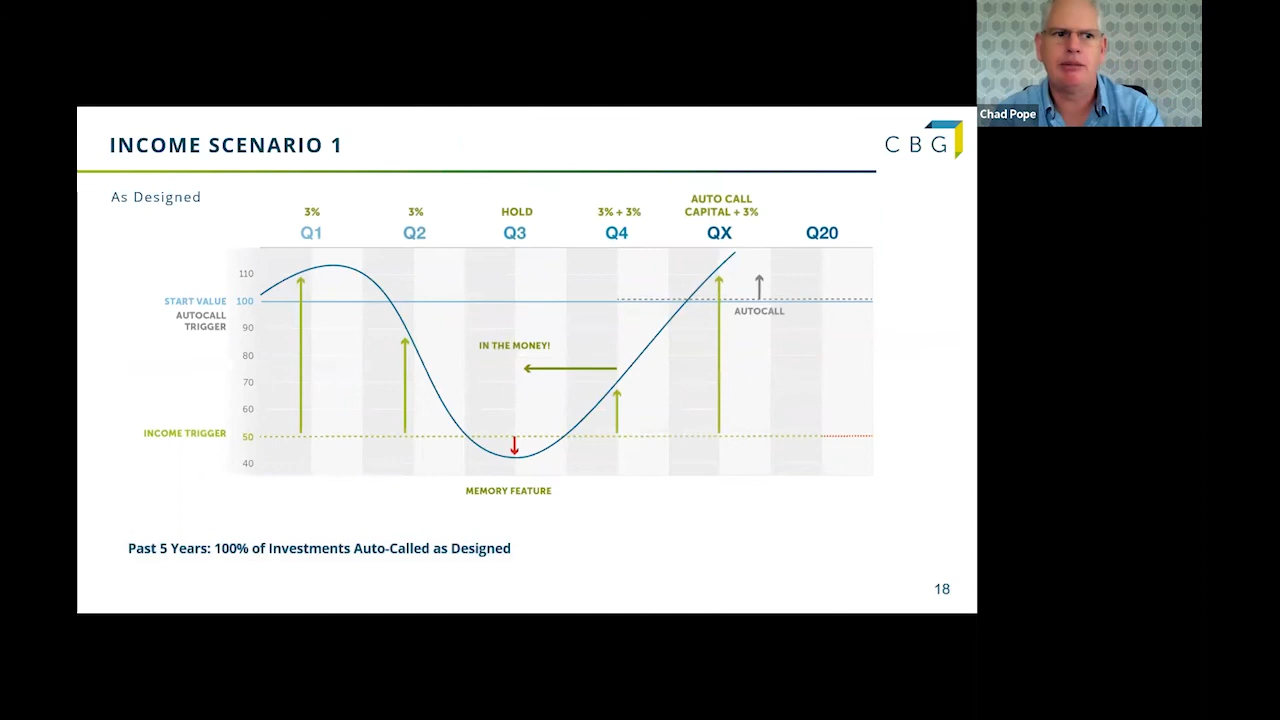 Chad Pope
INCOME SCENARIO 1
CBG
As Designed
3%
3%
HOLD
3% + 3%
AUTO CALL
CAPITAL + 3%
Q1
Q2
Q3
Q4
QX
Q20
110
START VALUE 100
AUTOCALL
TRIGGER
90
80
70
60
INCOME TRIGGER 50
40
IN THE MONEY!
AUTOCALL
MEMORY FEATURE
Past 5 Years: 100% of Investments Auto-Called as Designed
18